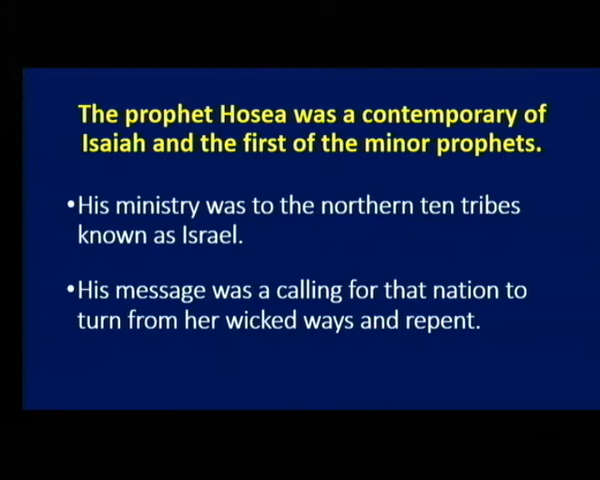 The prophet Hosea was a contemporary of
Isaiah and the first of the minor prophets.
•His ministry was to the northern ten tribes
known as Israel.
•His message was a calling for that nation to
turn from her wicked ways and repent.